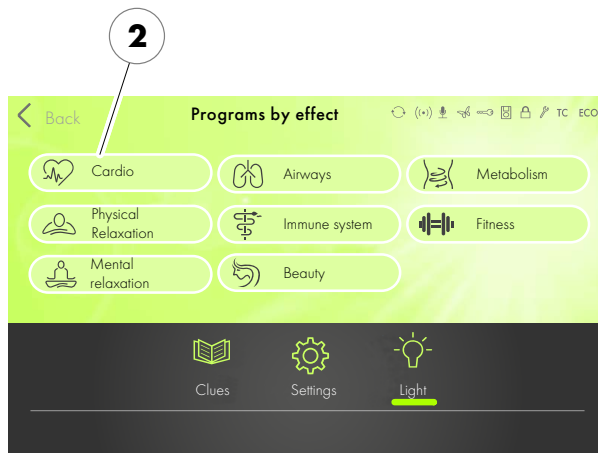 2
Back
Programs by effect
TC ECO
Cardio
Airways
Metabolism
Physical
Relaxation
Immune system
Fitness
Mental
relaxation
Beauty
Clues
Settings
Light